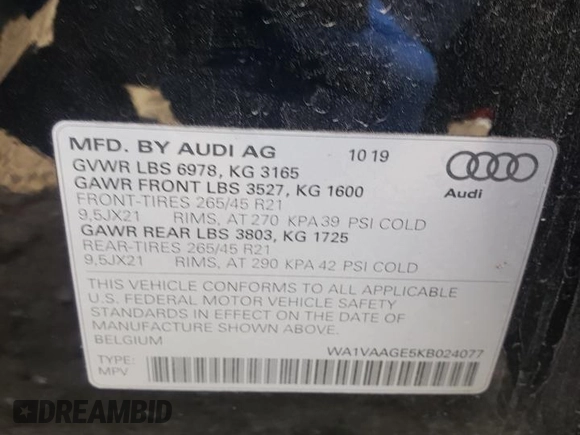 MFD. BY AUDI AG 10 19
GVWR LBS 6978, KG 3165
GAWR FRONT LBS 3527, KG 1600
FRONT-TIRES 265/45 R21
9,5JX21 RIMS, AT 270 KPA 39 PSI COLD
GAWR REAR LBS 3803, KG 1725
REAR-TIRES 265/45 R21
9,5JX21 RIMS, AT 290 KPA 42 PSI COLD
Audi
THIS VEHICLE CONFORMS TO ALL APPLICABLE
U.S. FEDERAL MOTOR VEHICLE SAFETY
STANDARDS IN EFFECT ON THE DATE OF
MANUFACTURE SHOWN ABOVE.
BELGIUM
WA1VAAGE5KB024077
TYPE:
MPV
DREAMBID